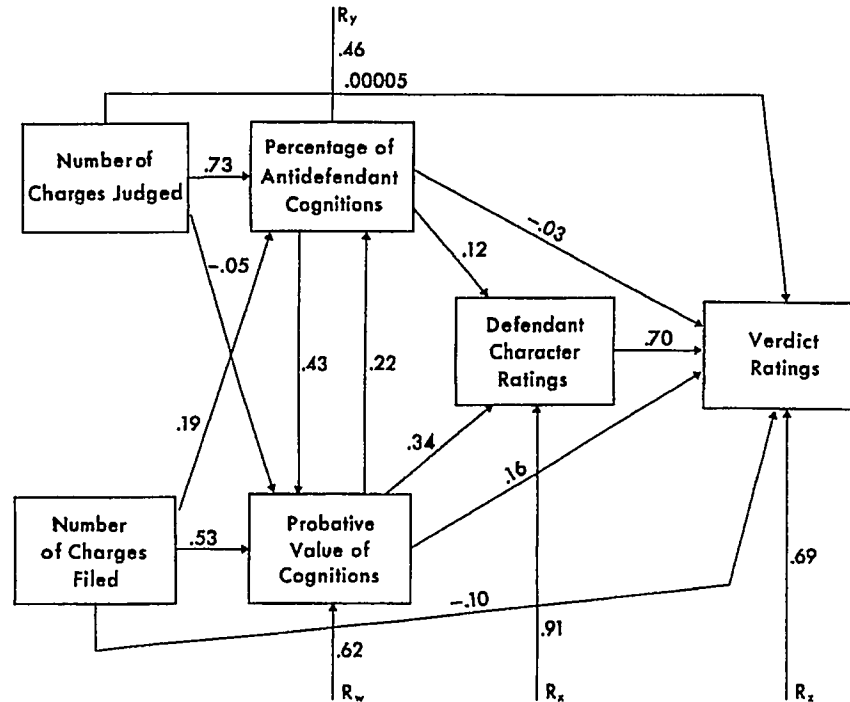 Ry
.46
.00005
Number of
Charges Judged
.73
Percentage of
Antidefendant
Cognitions
-.05
-.03
.12
Defendant
Character
Ratings
.70
Verdict
Ratings
.43
.22
.19
.34
.16
Number
of Charges
Filed
.53
Probative
Value of
Cognitions
-.10
.69
.62
.91
Rw
Rx
Rz